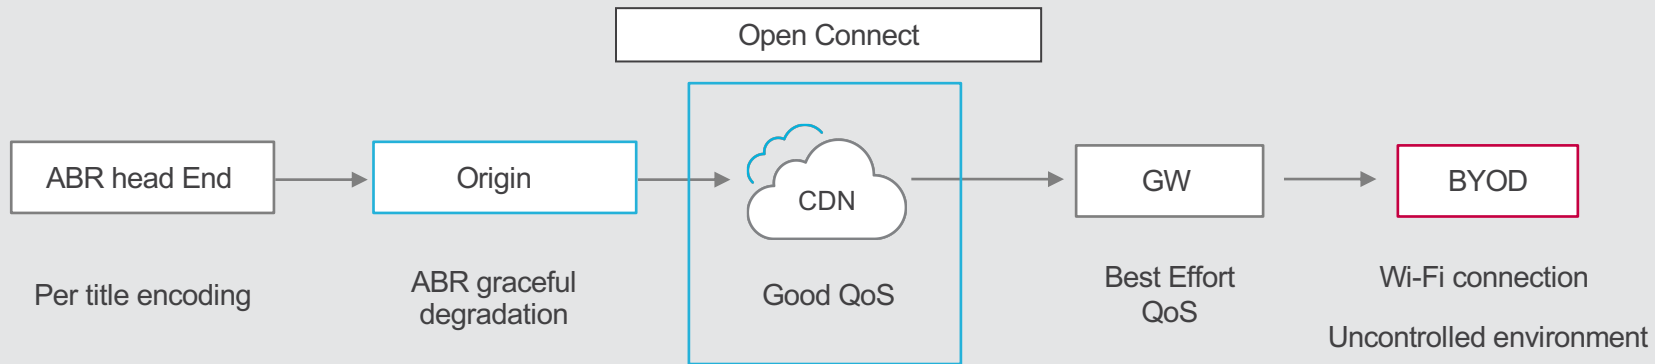 Open Connect
ABR head End
Origin
CDN
GW
BYOD
Per title encoding
ABR graceful
degradation
Good QoS
Best Effort
QoS
Wi-Fi connection
Uncontrolled environment